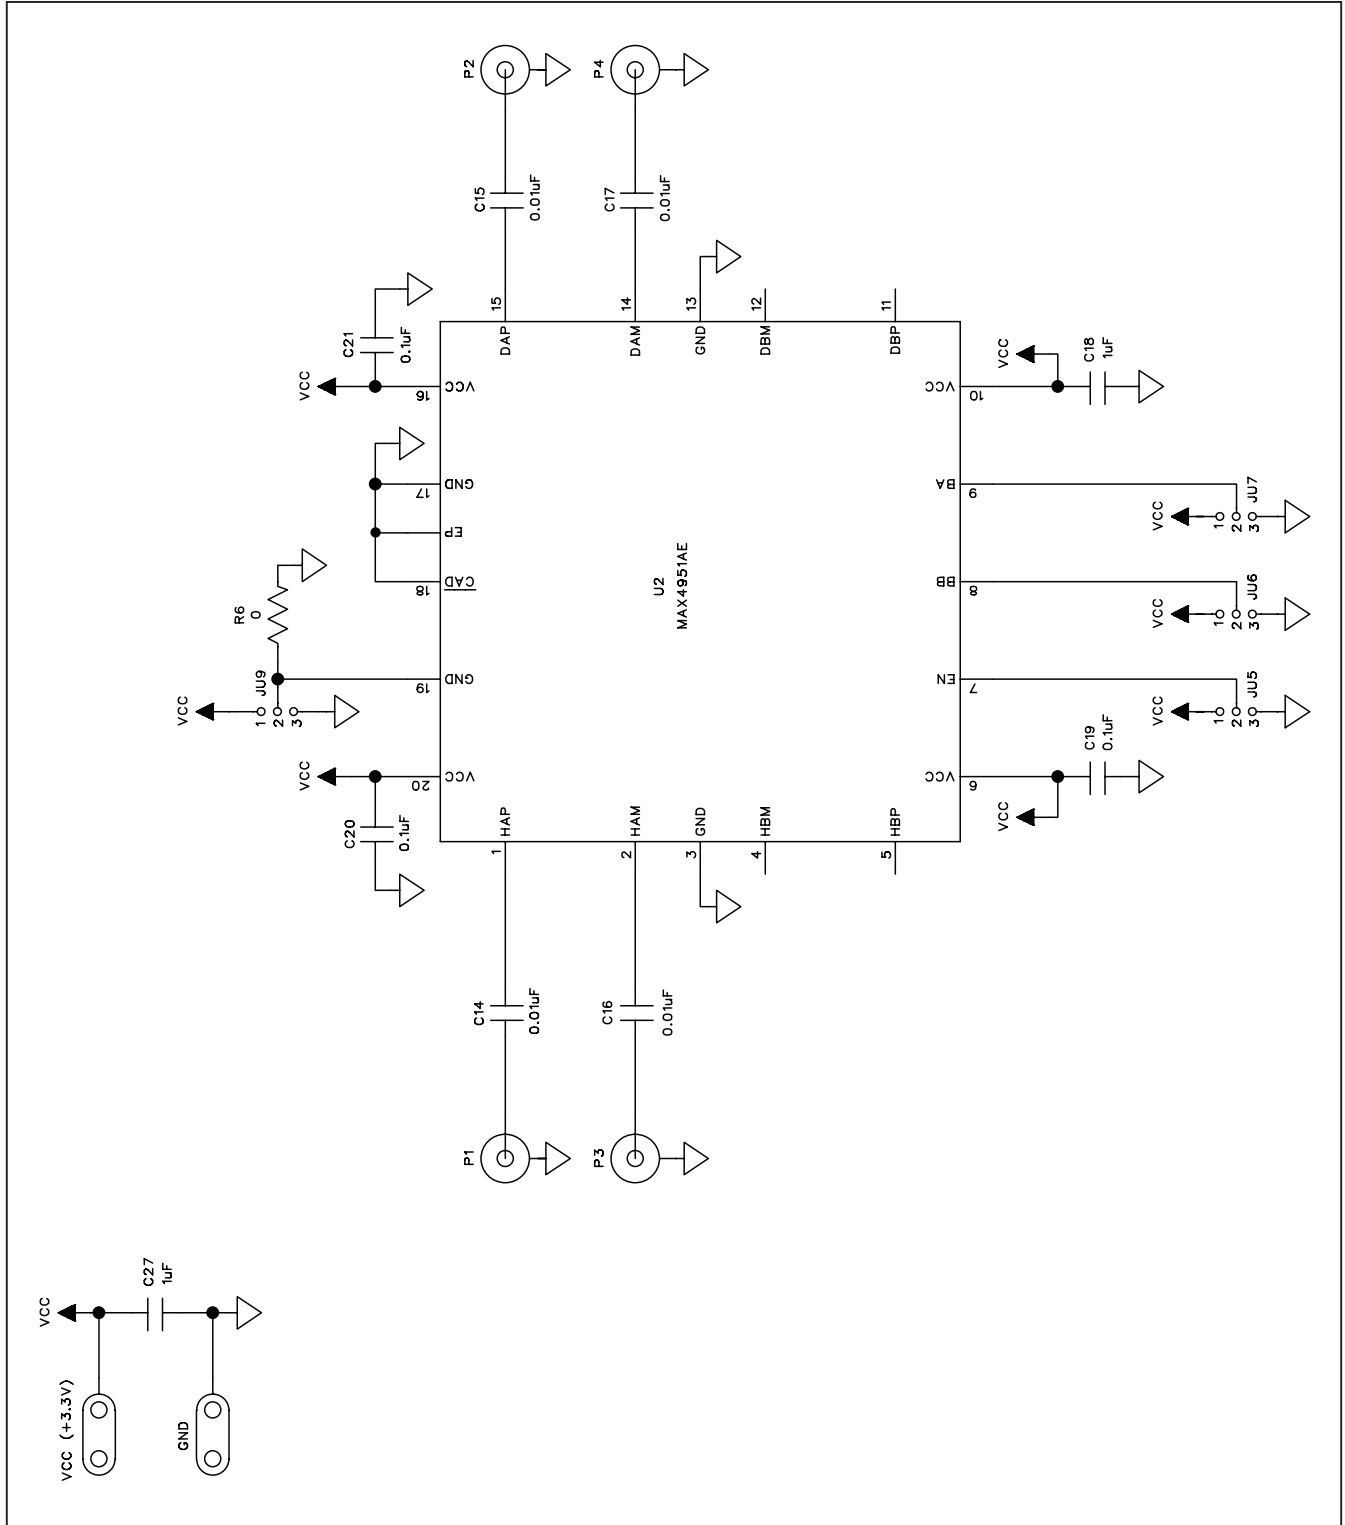 P2
P4
C15
0.01uF
C17
0.01uF
C21
0.1uF
15
14
13
12
11
DAP
DAM
GND
DBM
DBP
VCC
16
VCC
17
GND
EP
18
CAD
R6
0
19
GND
JU9
VCC
1
2
3
VCC
20
VCC
C20
0.1uF
U2
MAX4951AE
VCC
10
VCC
C18
1uF
BA
9
JU7
VCC
1
2
3
BB
8
JU6
VCC
1
2
3
EN
7
JU5
VCC
1
2
3
VCC
6
VCC
C19
0.1uF
HAP
HAM
GND
HBM
HBP
1
2
3
4
5
C14
0.01uF
C16
0.01uF
P1
P3
VCC
C27
1uF
VCC (+3.3V)
GND